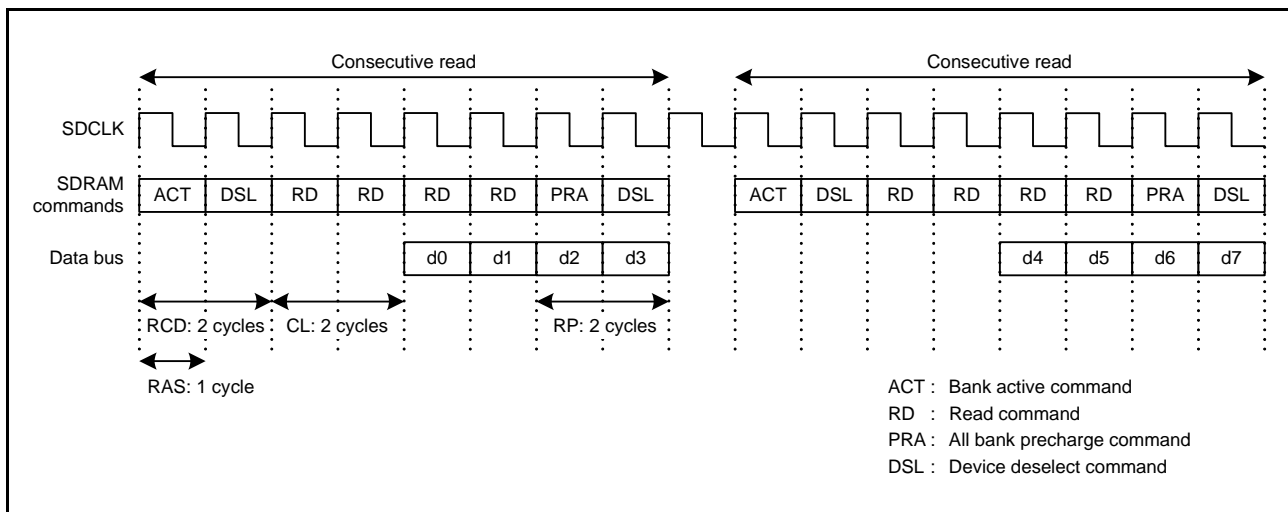 Consecutive read Consecutive read
SDCLK
SDRAM
commands
ACT DSL RD RD RD RD PRA DSL ACT DSL RD RD RD RD PRA DSL
Data bus d0 d1 d2 d3 d4 d5 d6 d7
RCD: 2 cycles CL: 2 cycles RP: 2 cycles
RAS: 1 cycle
ACT : Bank active command
RD : Read command
PRA : All bank precharge command
DSL : Device deselect command